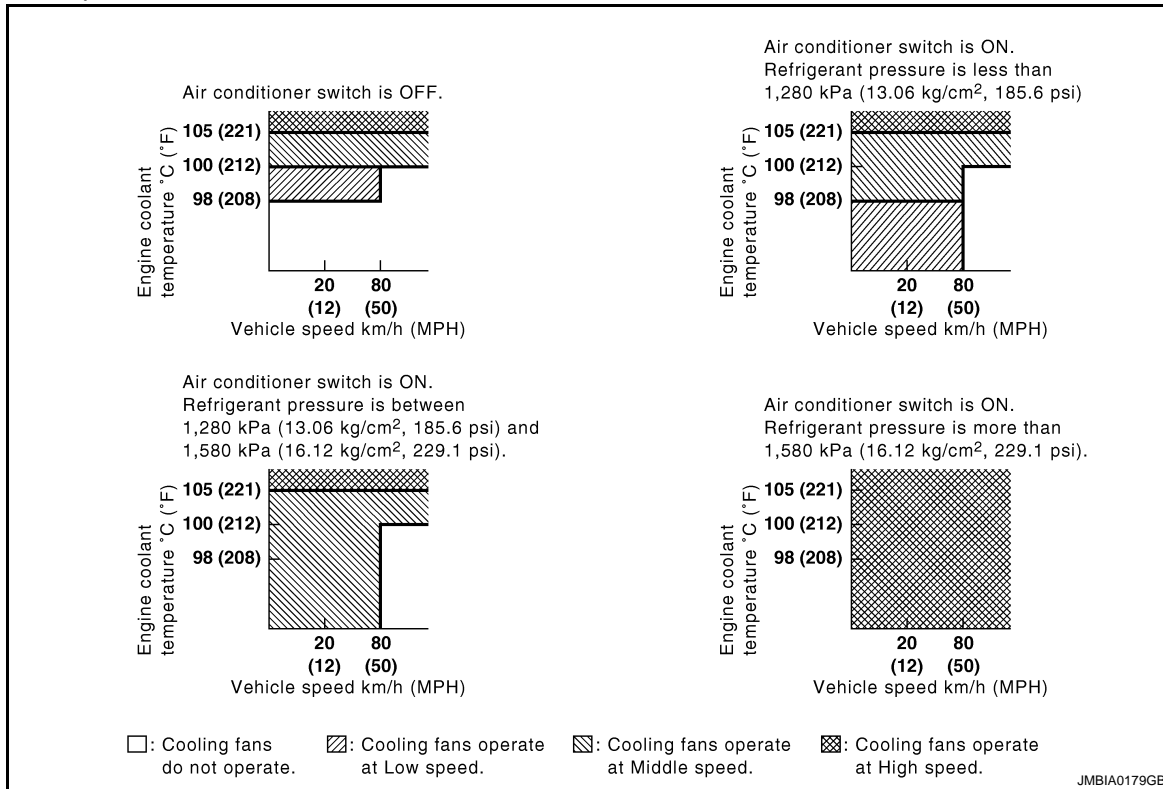 Air conditioner switch is OFF.
Engine coolant
temperature ˚C (˚F)
105 (221)
100 (212)
98 (208)
20
80
(12)
(50)
Vehicle speed km/h (MPH)
Air conditioner switch is ON.
Refrigerant pressure is less than
1,280 kPa (13.06 kg/cm², 185.6 psi)
Engine coolant
temperature ˚C (˚F)
105 (221)
100 (212)
98 (208)
20
80
(12)
(50)
Vehicle speed km/h (MPH)
Air conditioner switch is ON.
Refrigerant pressure is between
1,280 kPa (13.06 kg/cm², 185.6 psi) and
1,580 kPa (16.12 kg/cm², 229.1 psi).
Engine coolant
temperature ˚C (˚F)
105 (221)
100 (212)
98 (208)
20
80
(12)
(50)
Vehicle speed km/h (MPH)
Air conditioner switch is ON.
Refrigerant pressure is more than
1,580 kPa (16.12 kg/cm², 229.1 psi).
Engine coolant
temperature ˚C (˚F)
105 (221)
100 (212)
98 (208)
20
80
(12)
(50)
Vehicle speed km/h (MPH)
: Cooling fans
do not operate.
: Cooling fans operate
at Low speed.
: Cooling fans operate
at Middle speed.
: Cooling fans operate
at High speed.
JMBIA0179GB